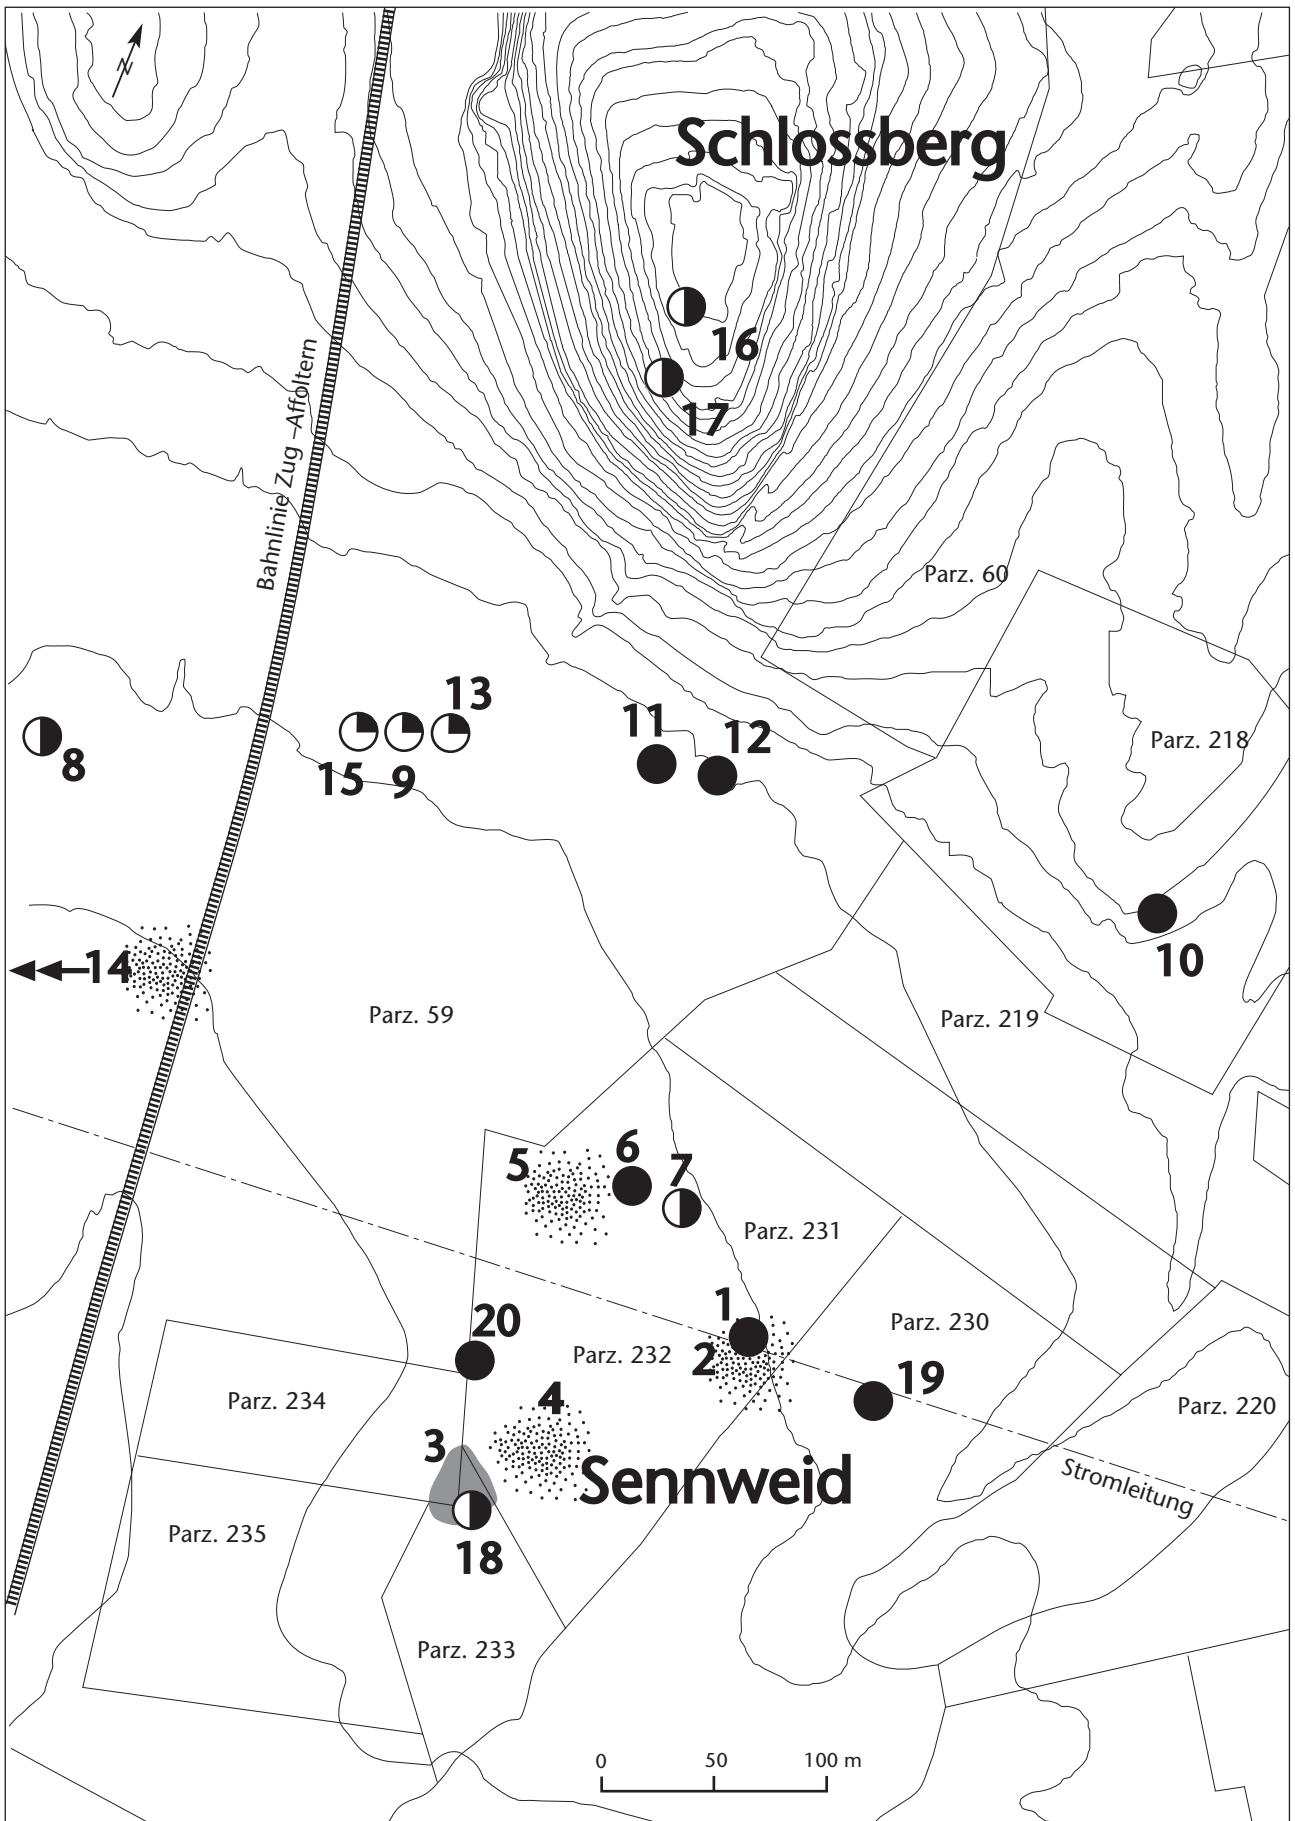 N
Schlossberg
16
17
Bahnlinie Zug –Affoltern
Parz. 60
13
11
12
8
15
9
Parz. 218
10
14
Parz. 59
Parz. 219
5
6
7
Parz. 231
1
20
2
Parz. 232
Parz. 230
19
Parz. 234
4
Parz. 220
3
Sennweid
Stromleitung
Parz. 235
18
Parz. 233
0 50 100 m